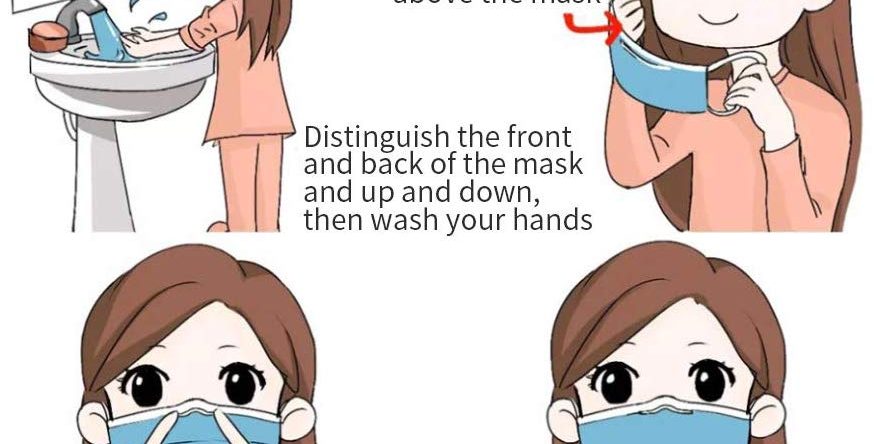 above the mask
Distinguish the front
and back of the mask
and up and down,
then wash your hands